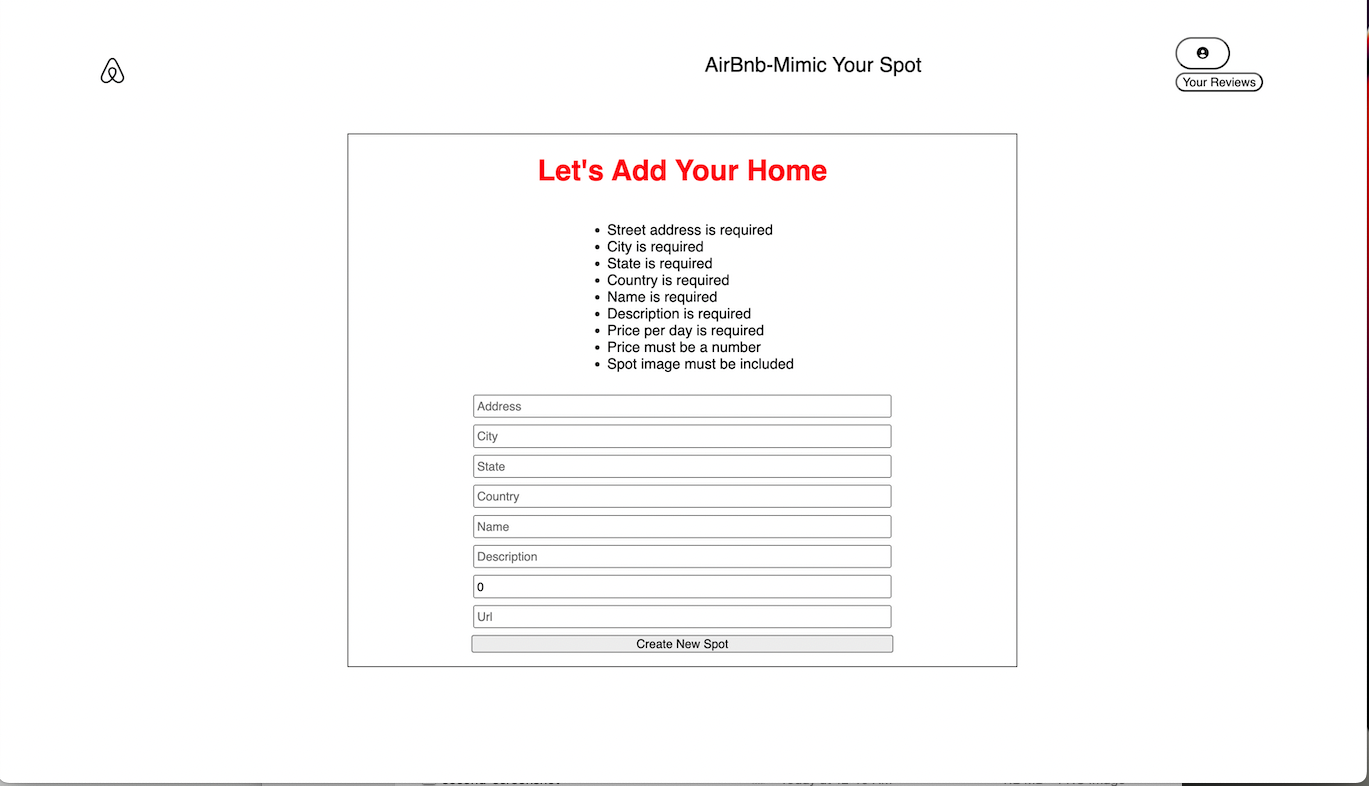 AirBnb-Mimic Your Spot
Your Reviews
Let's Add Your Home
Street address is required
City is required
State is required
Country is required
Name is required
Description is required
Price per day is required
Price must be a number
Spot image must be included
Address
City
State
Country
Name
Description
0
Url
Create New Spot